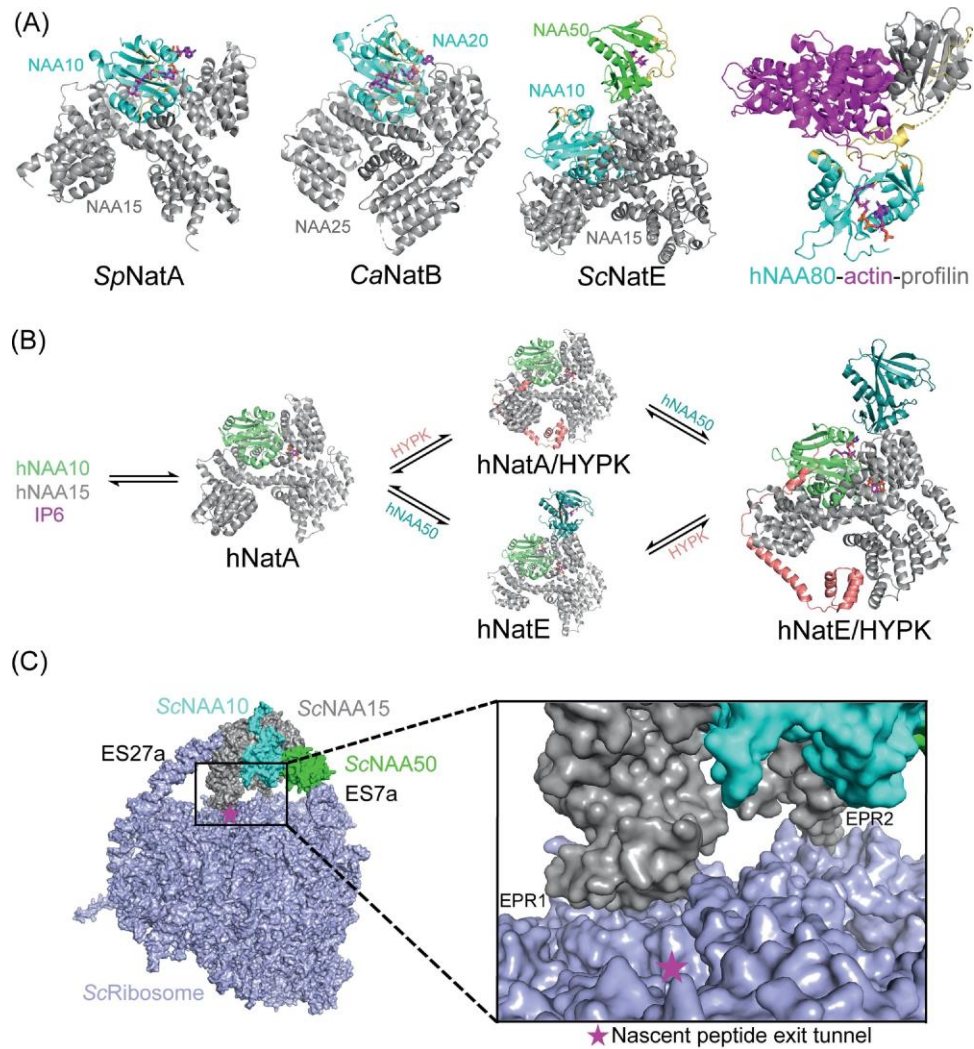 (A)
NAA10
NAA15
SpNatA
NAA20
NAA25
CaNatB
NAA50
NAA10
NAA15
ScNatE
hNAA80-actin-profilin
(B)
hNAA10
hNAA15
IP6
hNatA
HYPK
hNAA50
hNatA/HYPK
hNatE
hNAA50
HYPK
hNatE/HYPK
(C)
ScNAA10
ScNAA15
ES27a
ScNAA50
ES7a
ScRibosome
EPR1
EPR2
Nascent peptide exit tunnel